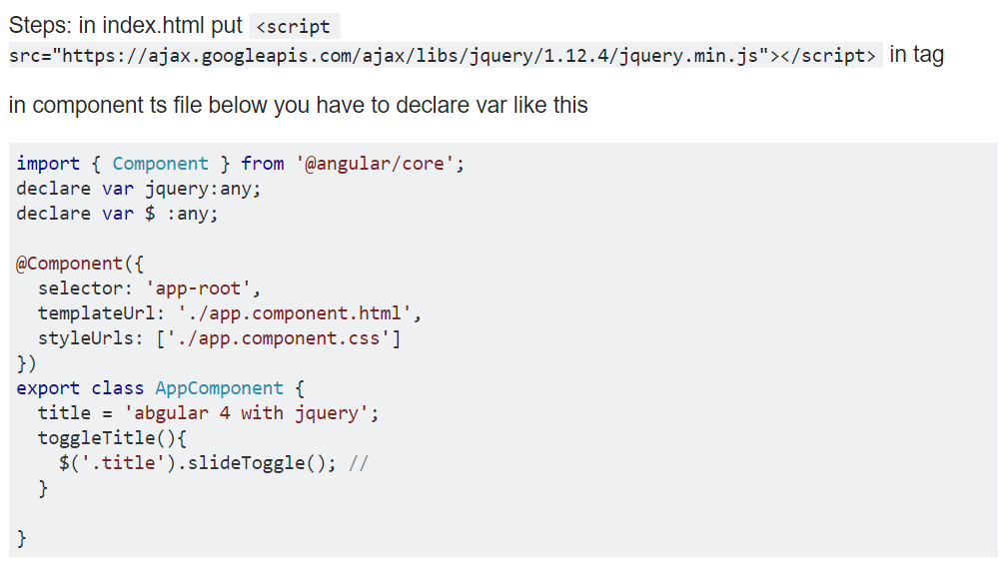 Steps: in index.html put <script
src="https://ajax.googleapis.com/ajax/libs/jquery/1.12.4/jquery.min.js"></script> in tag
in component ts file below you have to declare var like this
import { Component } from '@angular/core';
declare var jquery:any;
declare var $ :any;
@Component({
  selector: 'app-root',
  templateUrl: './app.component.html',
  styleUrls: ['./app.component.css']
})
export class AppComponent {
  title = 'abgular 4 with jquery';
  toggleTitle(){
    $('.title').slideToggle(); //
  }
}